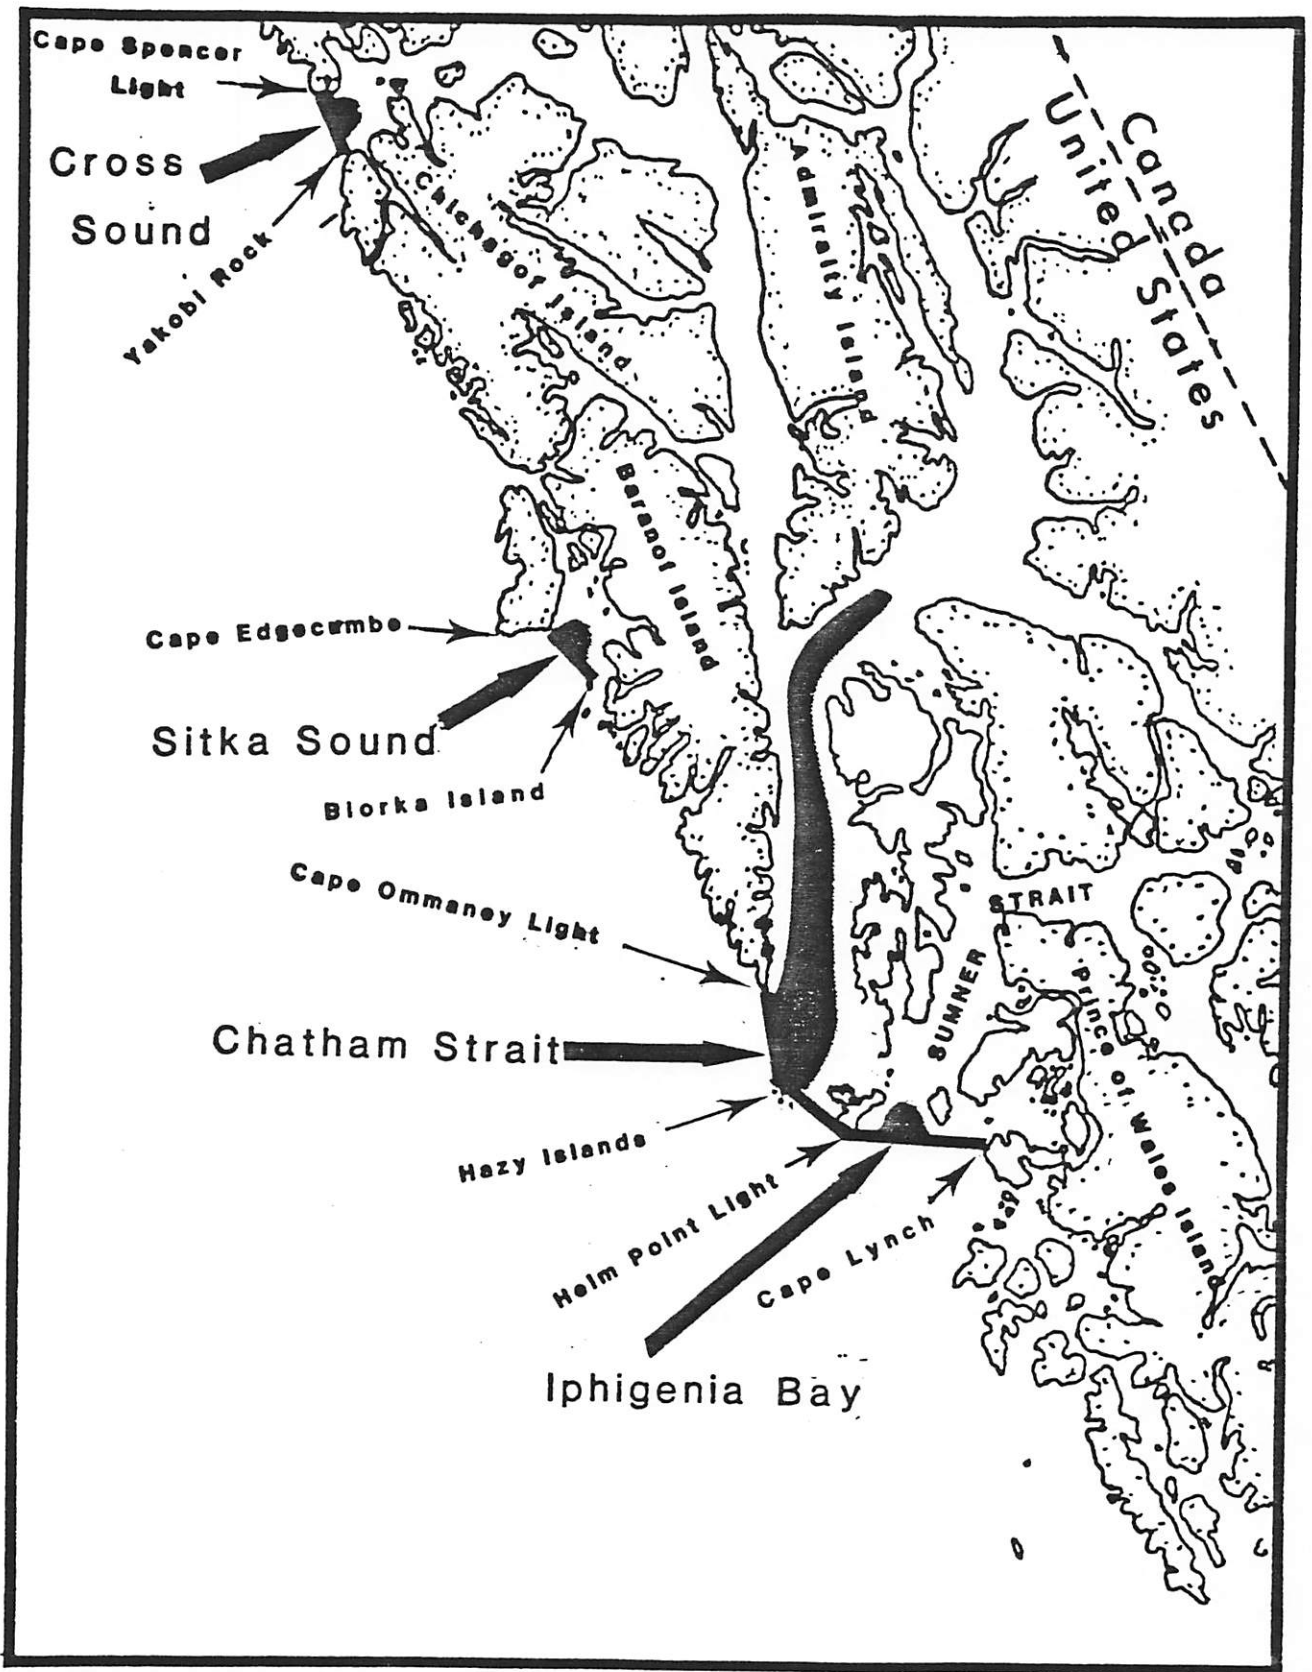 Cape Spencer
Light
Cross
Sound
Yakobi Rock
Chichagof Island
Admiralty Island
Canada
United States
Baranof Island
Cape Edgecumbe
Sitka Sound
Biorka Island
Cape Ommaney Light
STRAIT
SUMNER
Prince of Wales Island
Chatham Strait
Hazy Islands
Helm Point Light
Cape Lynch
Iphigenia Bay